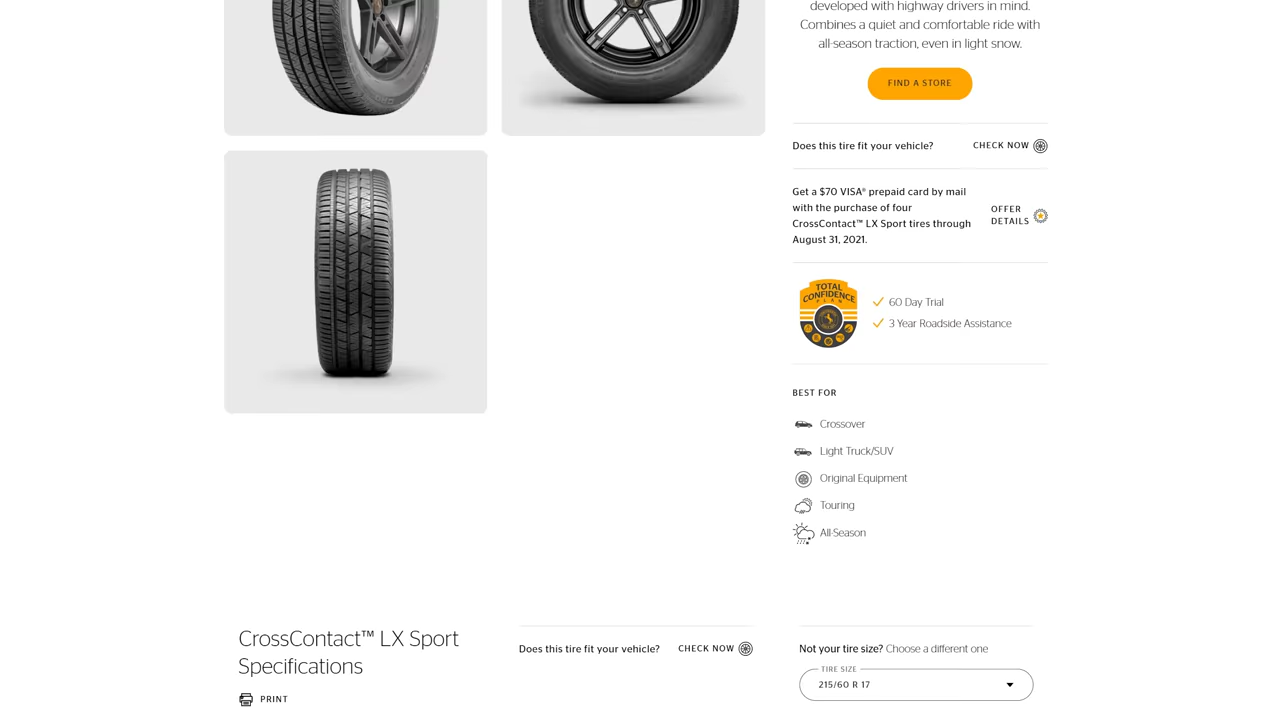 developed with highway drivers in mind.
Combines a quiet and comfortable ride with
all-season traction, even in light snow.
FIND A STORE
Does this tire fit your vehicle?
CHECK NOW
Get a $70 VISA® prepaid card by mail
with the purchase of four
CrossContact™ LX Sport tires through
August 31, 2021.
OFFER
DETAILS
TOTAL
CONFIDENCE
PLAN
60 Day Trial
3 Year Roadside Assistance
BEST FOR
Crossover
Light Truck/SUV
Original Equipment
Touring
All-Season
CrossContact™ LX Sport
Specifications
PRINT
Does this tire fit your vehicle?
CHECK NOW
Not your tire size? Choose a different one
TIRE SIZE
215/60 R 17